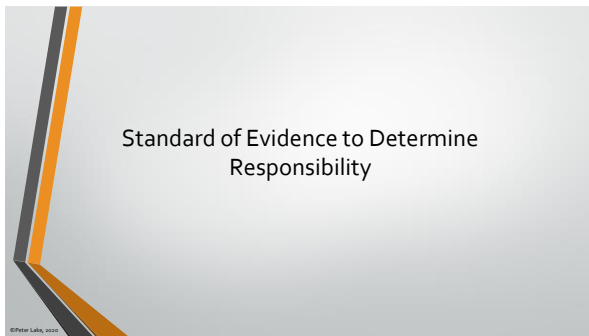 Standard of Evidence to Determine
Responsibility
©Peter Lake, 2020